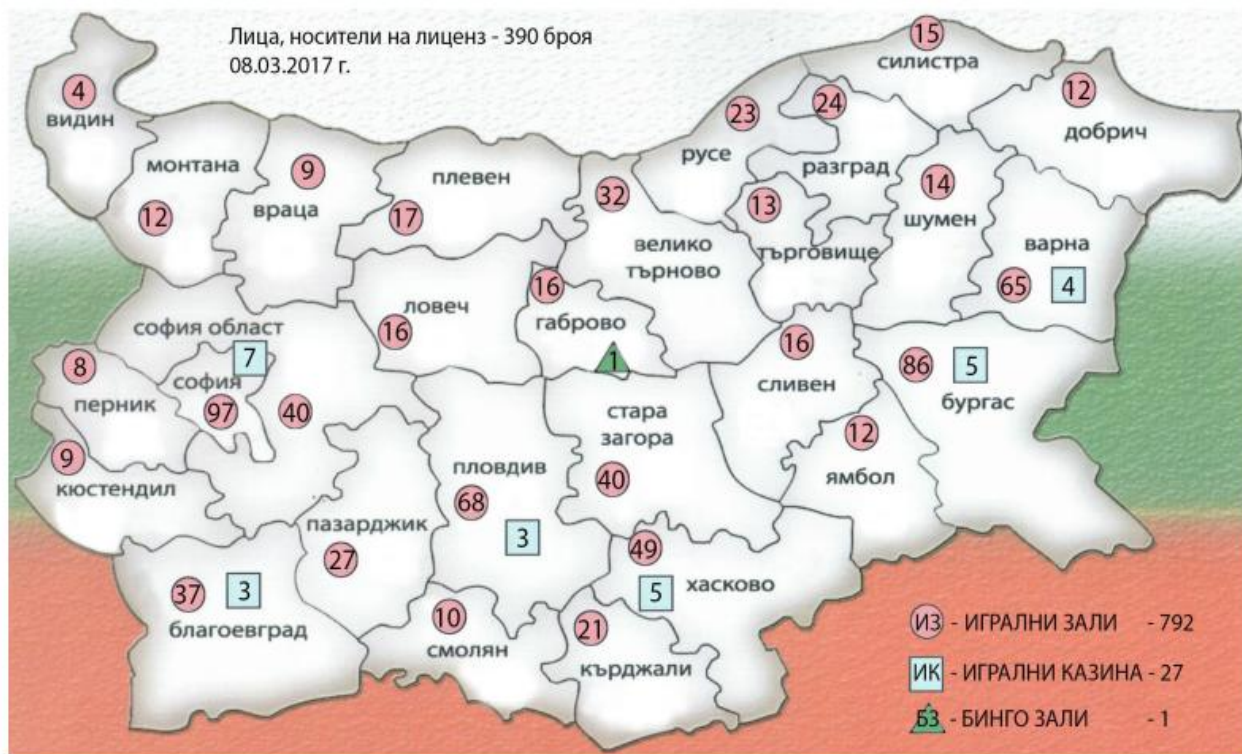 Лица, носители на лиценз - 390 броя
08.03.2017 г.
15
силистра
4
видин
12
добрич
23
русе
24
разград
монтана
12
9
враца
плевен
17
32
велико
търново
13
търговище
14
шумен
варна
65
4
ловеч
16
16
габрово
1
софия област
7
софия
97
40
8
перник
9
кюстендил
16
сливен
86
5
бургас
стара
загора
40
12
ямбол
пловдив
68
3
пазарджик
27
49
5
хасково
37
3
благоевград
10
смолян
21
кърджали
ИЗ - ИГРАЛНИ ЗАЛИ - 792
ИК - ИГРАЛНИ КАЗИНА - 27
БЗ - БИНГО ЗАЛИ - 1